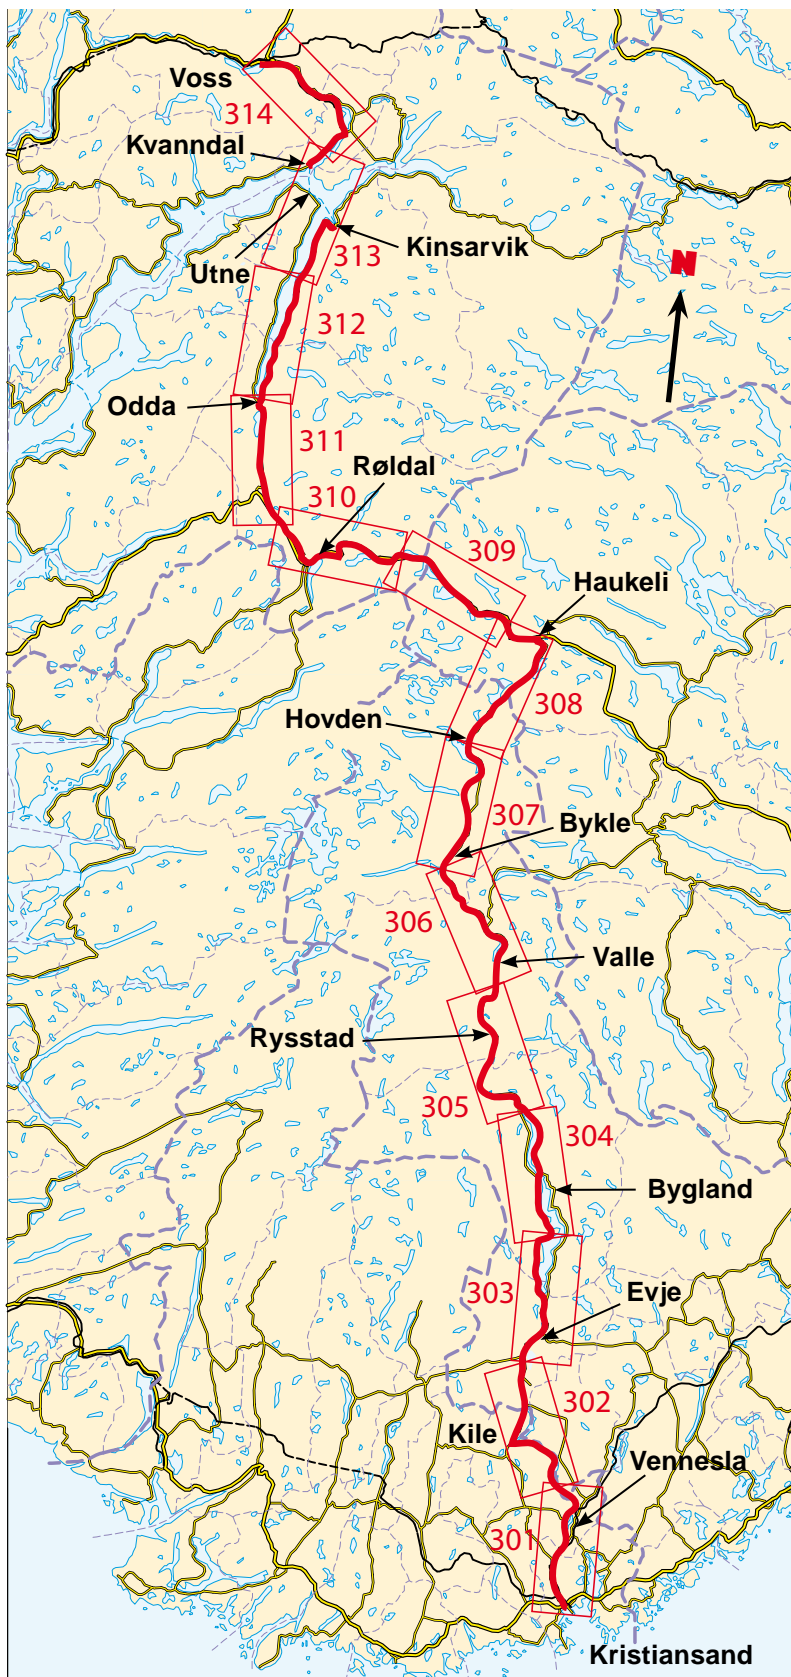 Voss
314
Kvanndal
Utne
313
Kinsarvik
N
312
Odda
311
Røldal
310
309
Haukeli
308
Hovden
307
Bykle
306
Valle
Rysstad
305
304
Bygland
303
Evje
302
Kile
Vennesla
301
Kristiansand